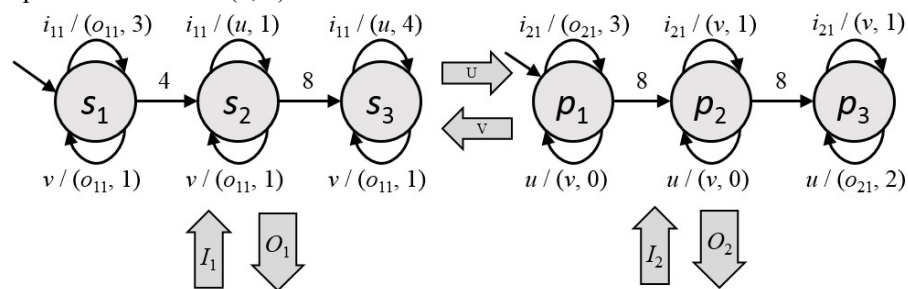 i₁₁ / (o₁₁, 3) i₁₁ / (u, 1) i₁₁ / (u, 4) i₂₁ / (o₂₁, 3) i₂₁ / (v, 1) i₂₁ / (v, 1)
s₁ 4 s₂ 8 s₃ U V p₁ 8 p₂ 8 p₃
v / (o₁₁, 1) v / (o₁₁, 1) v / (o₁₁, 1) u / (v, 0) u / (v, 0) u / (o₂₁, 2)
I₁ O₁ I₂ O₂